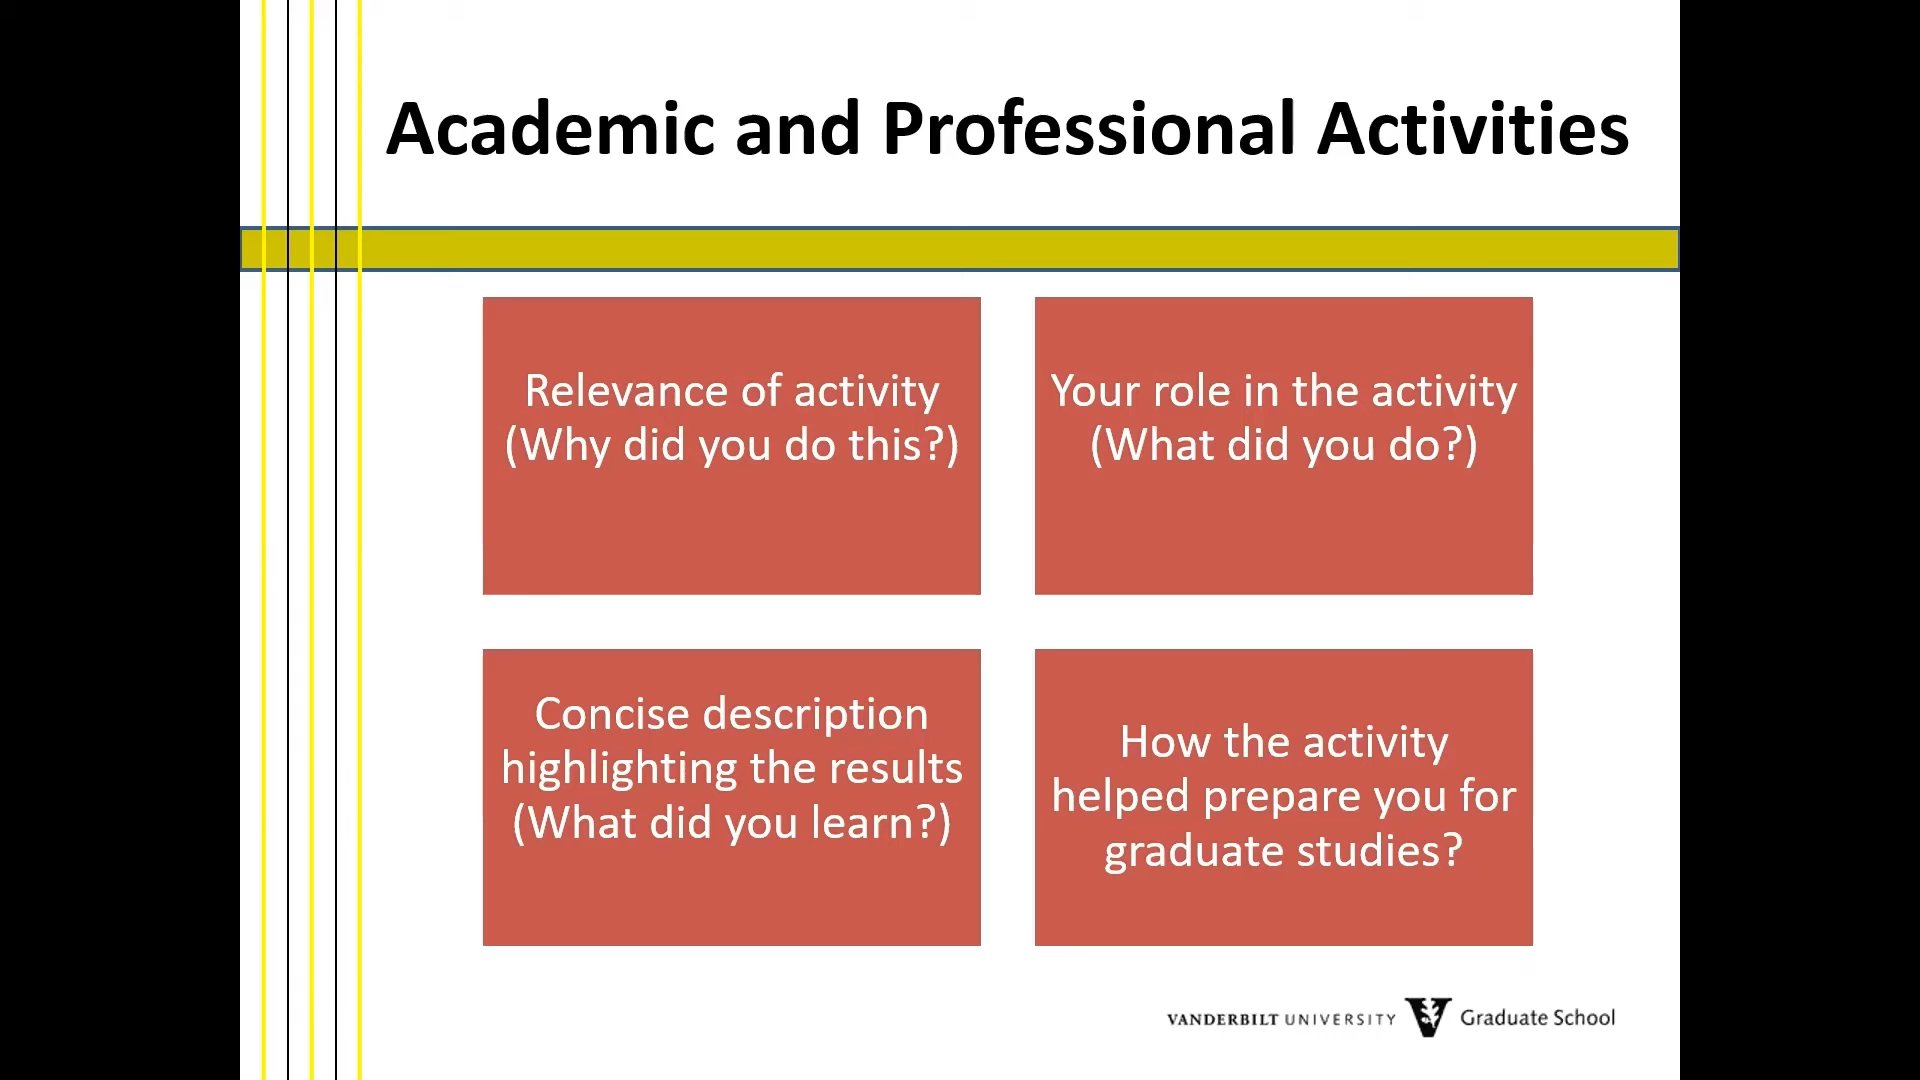 Academic and Professional Activities
Relevance of activity
(Why did you do this?)
Your role in the activity
(What did you do?)
Concise description
highlighting the results
(What did you learn?)
How the activity
helped prepare you for
graduate studies?
VANDERBILT UNIVERSITY V Graduate School